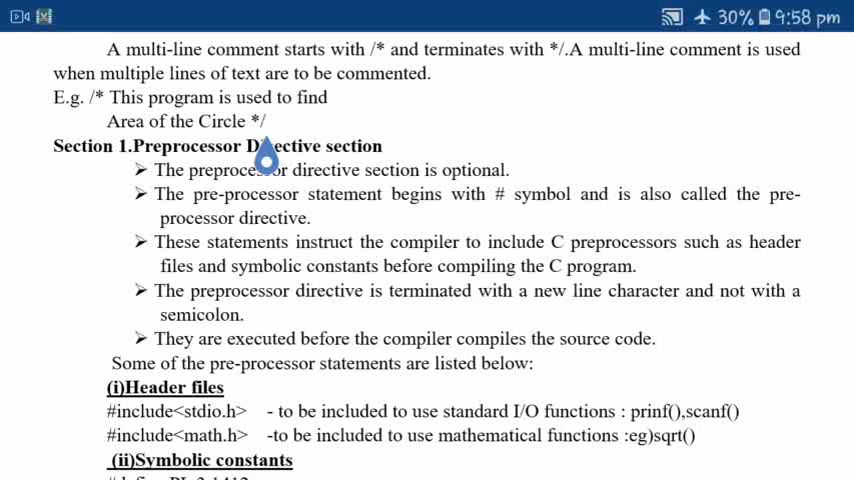 30% 9:58 pm
A multi-line comment starts with /* and terminates with */.A multi-line comment is used
when multiple lines of text are to be commented.
E.g. /* This program is used to find
Area of the Circle */
Section 1.Preprocessor Directive section
➢ The preprocessor directive section is optional.
➢ The pre-processor statement begins with # symbol and is also called the pre-
processor directive.
➢ These statements instruct the compiler to include C preprocessors such as header
files and symbolic constants before compiling the C program.
➢ The preprocessor directive is terminated with a new line character and not with a
semicolon.
➢ They are executed before the compiler compiles the source code.
Some of the pre-processor statements are listed below:
(i)Header files
#include<stdio.h> - to be included to use standard I/O functions : prinf(),scanf()
#include<math.h> -to be included to use mathematical functions :eg)sqrt()
(ii)Symbolic constants